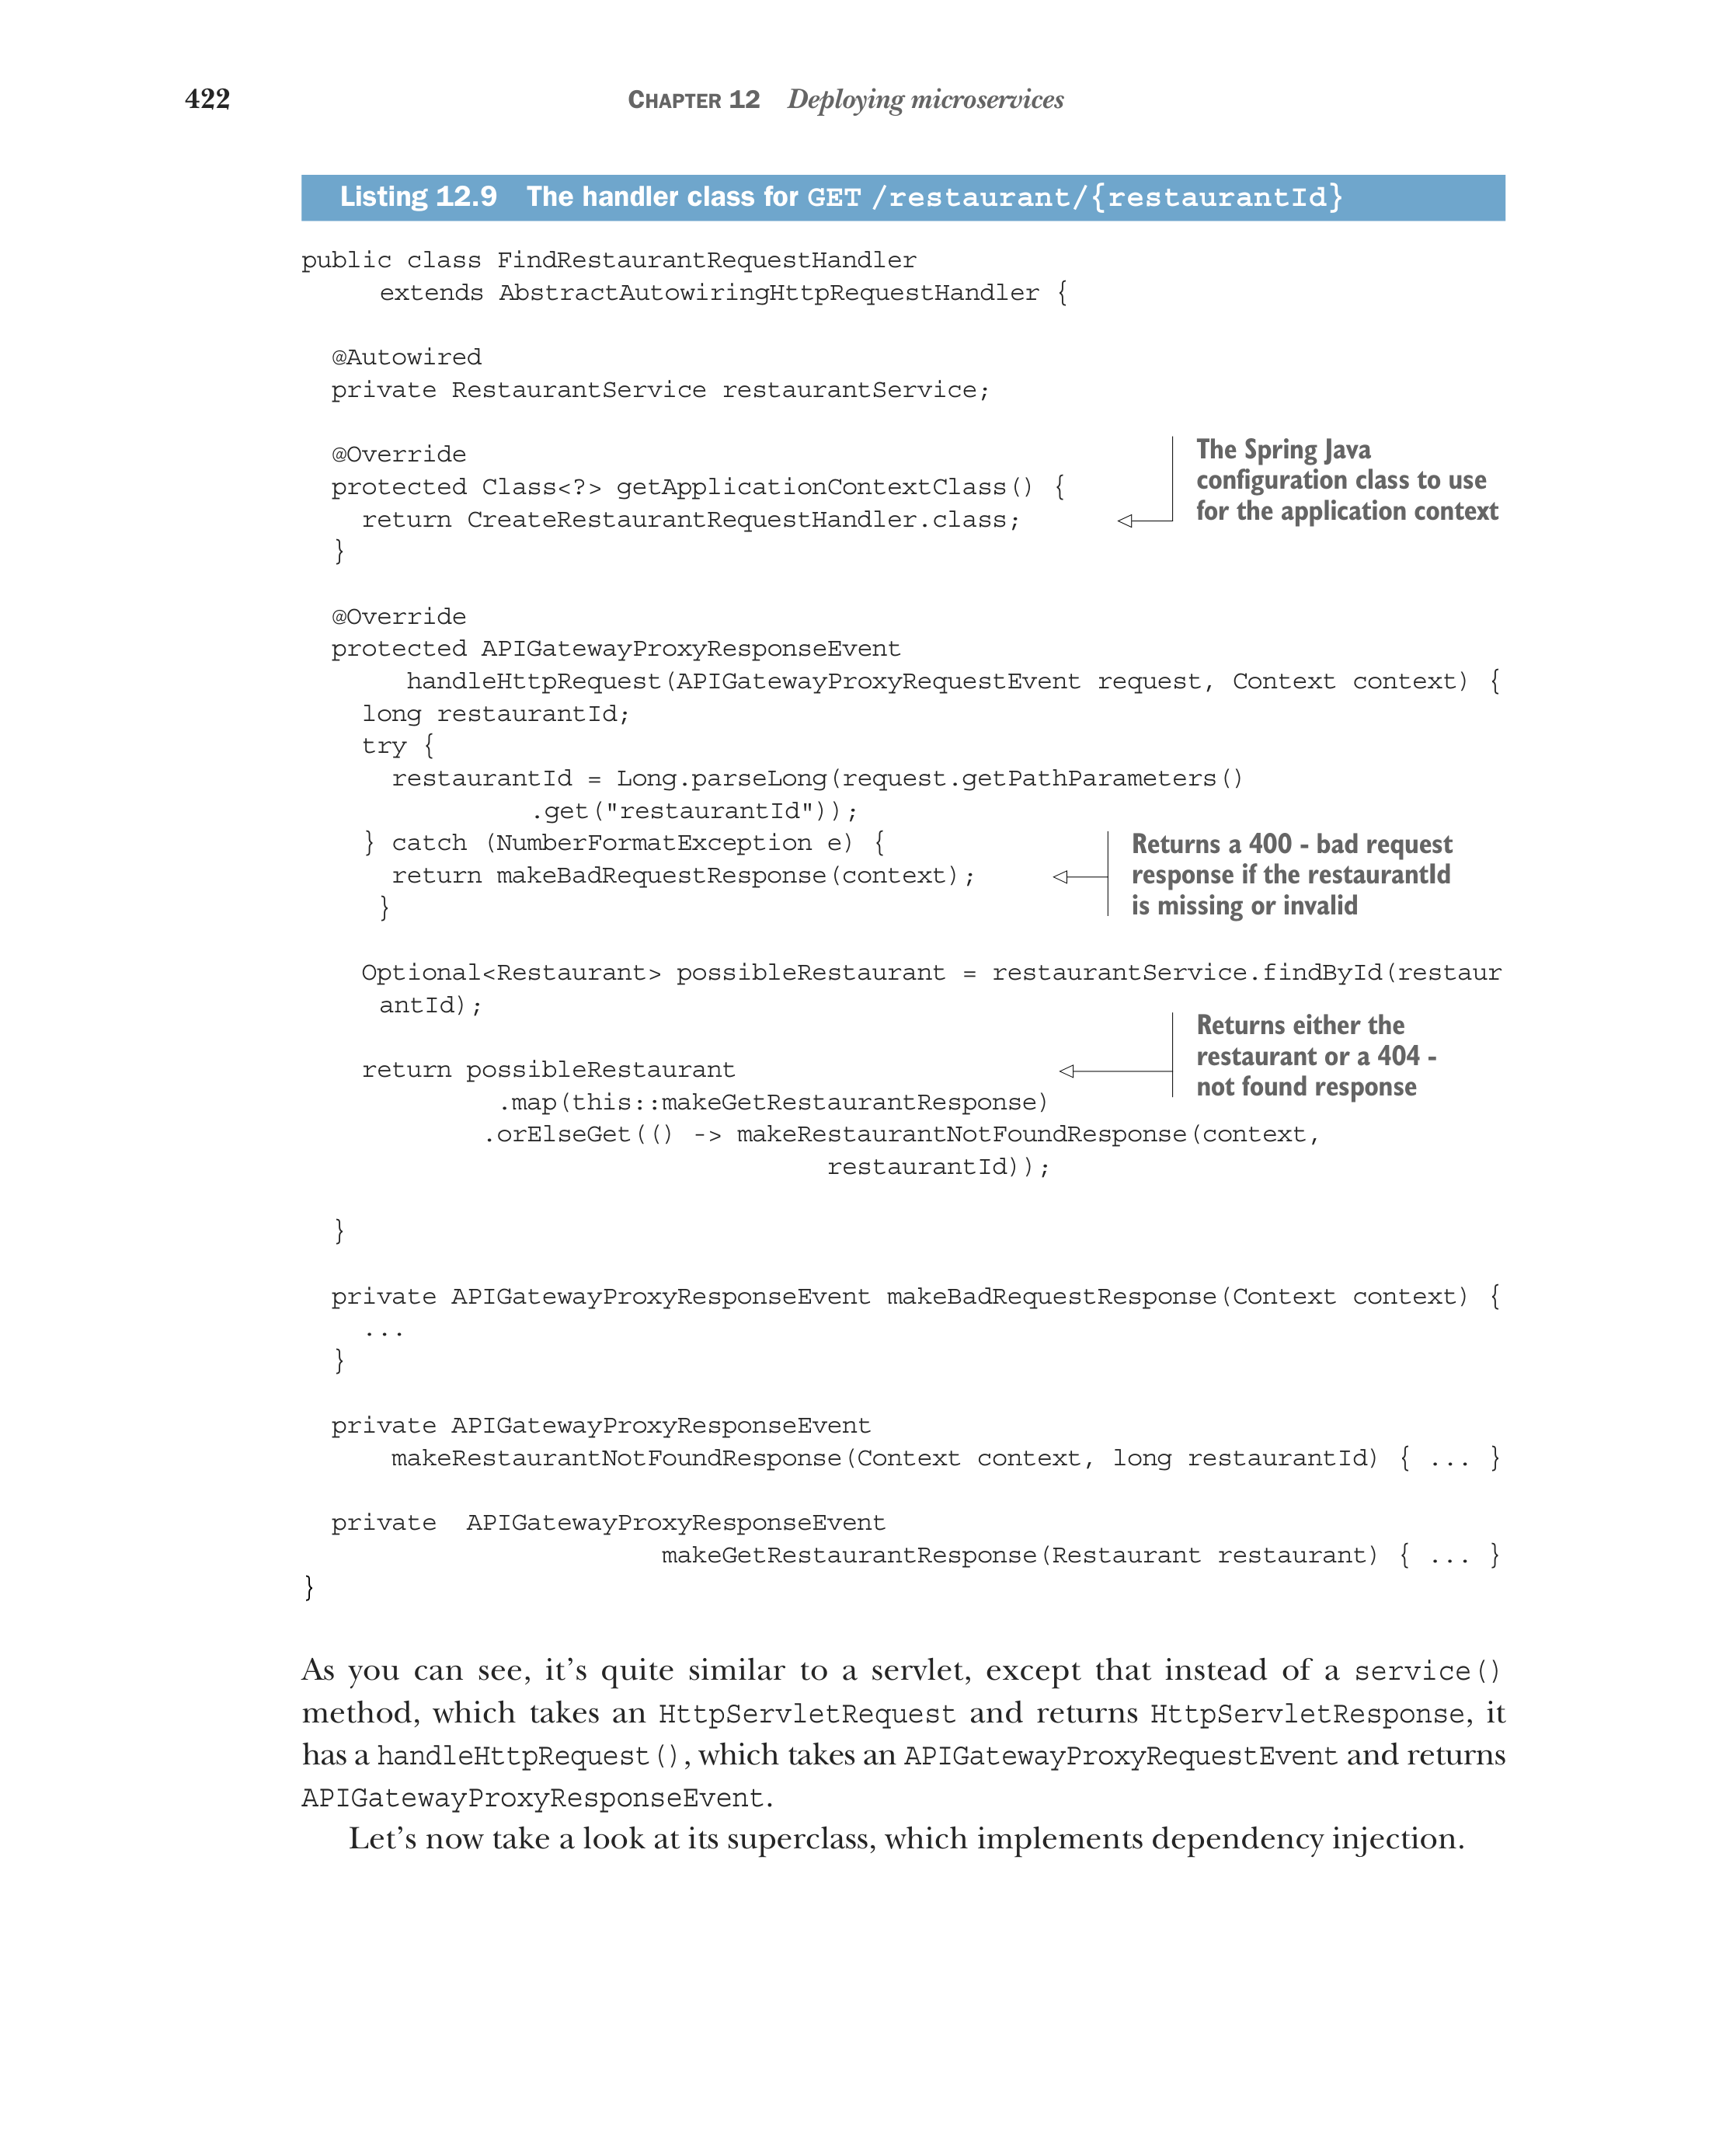 422
CHAPTER 12 Deploying microservices
Listing 12.9 The handler class for GET /restaurant/{restaurantId}
public class FindRestaurantRequestHandler
extends AbstractAutowiringHttpRequestHandler {
@Autowired
private RestaurantService restaurantService;
@Override
protected Class<?> getApplicationContextClass() {
return CreateRestaurantRequestHandler.class;
}
The Spring Java
configuration class to use
for the application context
@Override
protected APIGatewayProxyResponseEvent
handleHttpRequest(APIGatewayProxyRequestEvent request, Context context) {
long restaurantId;
try {
restaurantId = Long.parseLong(request.getPathParameters()
.get("restaurantId"));
} catch (NumberFormatException e) {
return makeBadRequestResponse(context);
}
Returns a 400 - bad request
response if the restaurantId
is missing or invalid
Optional<Restaurant> possibleRestaurant = restaurantService.findById(restaur
antId);
return possibleRestaurant
.map(this::makeGetRestaurantResponse)
.orElseGet(() -> makeRestaurantNotFoundResponse(context,
restaurantId));
Returns either the
restaurant or a 404 -
not found response
}
private APIGatewayProxyResponseEvent makeBadRequestResponse(Context context) {
...
}
private APIGatewayProxyResponseEvent
makeRestaurantNotFoundResponse(Context context, long restaurantId) { ... }
private APIGatewayProxyResponseEvent
makeGetRestaurantResponse(Restaurant restaurant) { ... }
}
As you can see, it's quite similar to a servlet, except that instead of a service()
method, which takes an HttpServletRequest and returns HttpServletResponse, it
has a handleHttpRequest(), which takes an APIGatewayProxyRequestEvent and returns
APIGatewayProxyResponseEvent.
Let's now take a look at its superclass, which implements dependency injection.